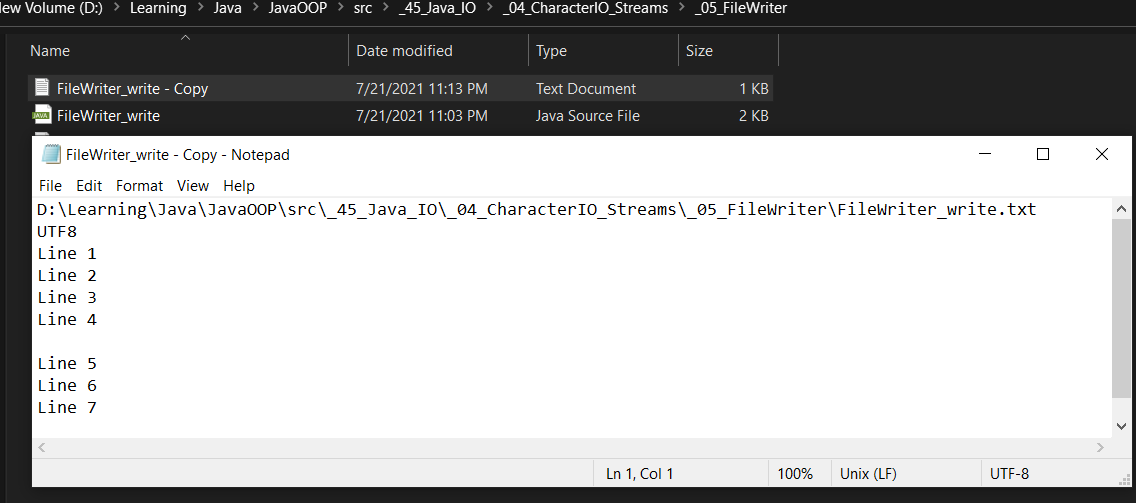 New Volume (D:) > Learning > Java > JavaOOP > src > _45_Java_IO > _04_CharacterIO_Streams > _05_FileWriter
Name Date modified Type Size
FileWriter_write - Copy 7/21/2021 11:13 PM Text Document 1 KB
JAVA FileWriter_write 7/21/2021 11:03 PM Java Source File 2 KB
FileWriter_write - Copy - Notepad
File Edit Format View Help
D:\Learning\Java\JavaOOP\src\_45_Java_IO\_04_CharacterIO_Streams\_05_FileWriter\FileWriter_write.txt
UTF8
Line 1
Line 2
Line 3
Line 4
Line 5
Line 6
Line 7
Ln 1, Col 1 100% Unix (LF) UTF-8